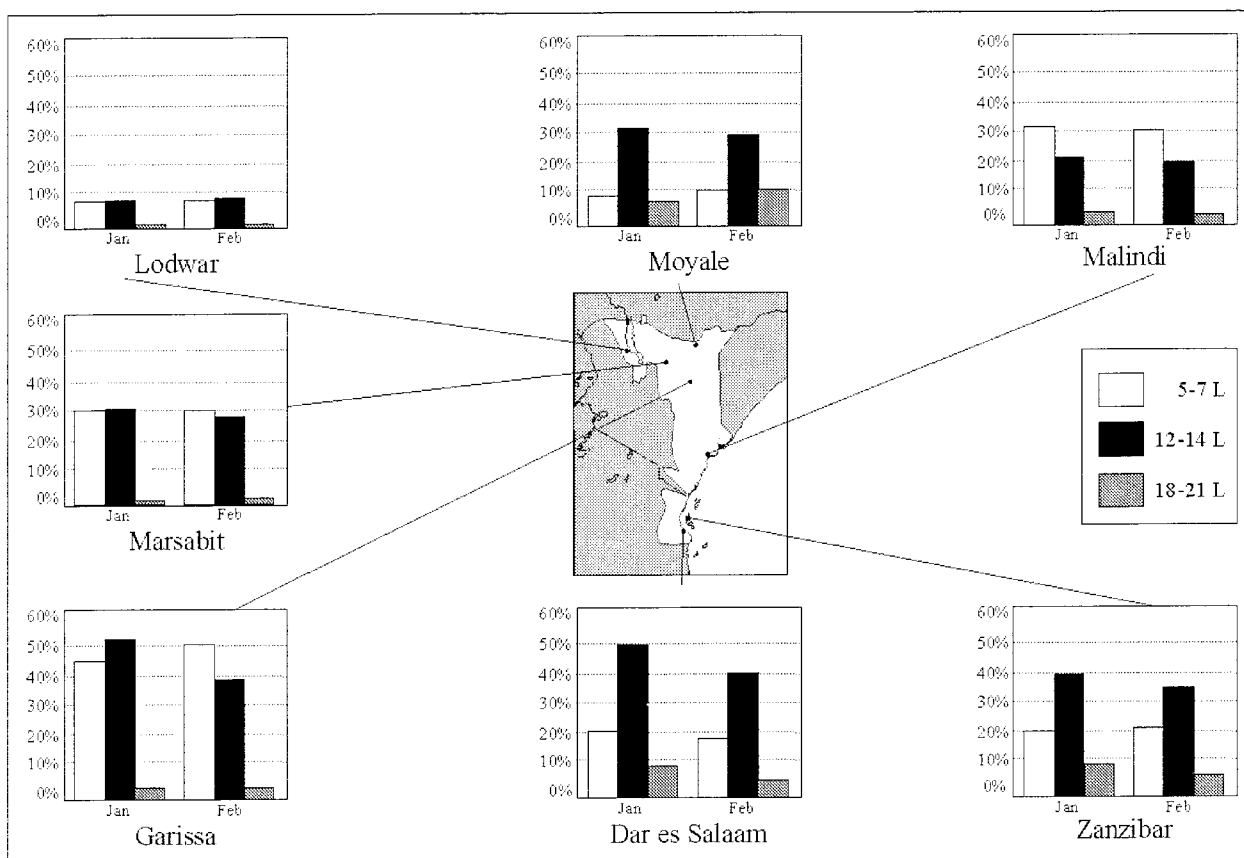 60%
50%
40%
30%
20%
10%
0%
Jan Feb
Lodwar
60%
50%
40%
30%
20%
10%
0%
Jan Feb
Moyale
60%
50%
40%
30%
20%
10%
0%
Jan Feb
Malindi
60%
50%
40%
30%
20%
10%
0%
Jan Feb
Marsabit
5-7 L
12-14 L
18-21 L
60%
50%
40%
30%
20%
10%
0%
Jan Feb
Garissa
60%
50%
40%
30%
20%
10%
0%
Jan Feb
Dar es Salaam
60%
50%
40%
30%
20%
10%
0%
Jan Feb
Zanzibar